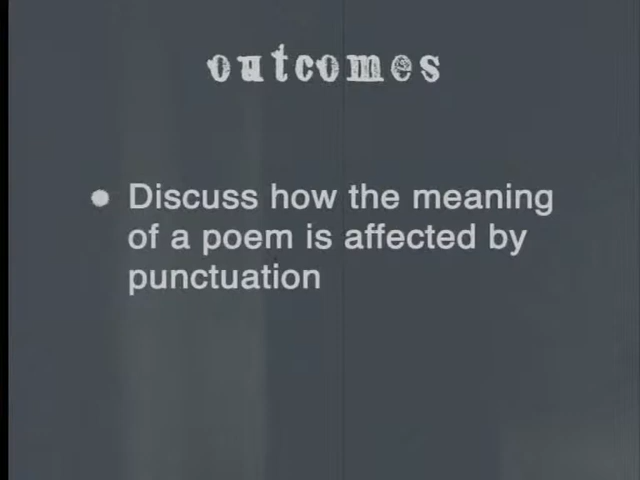 outcomes
Discuss how the meaning
of a poem is affected by
punctuation